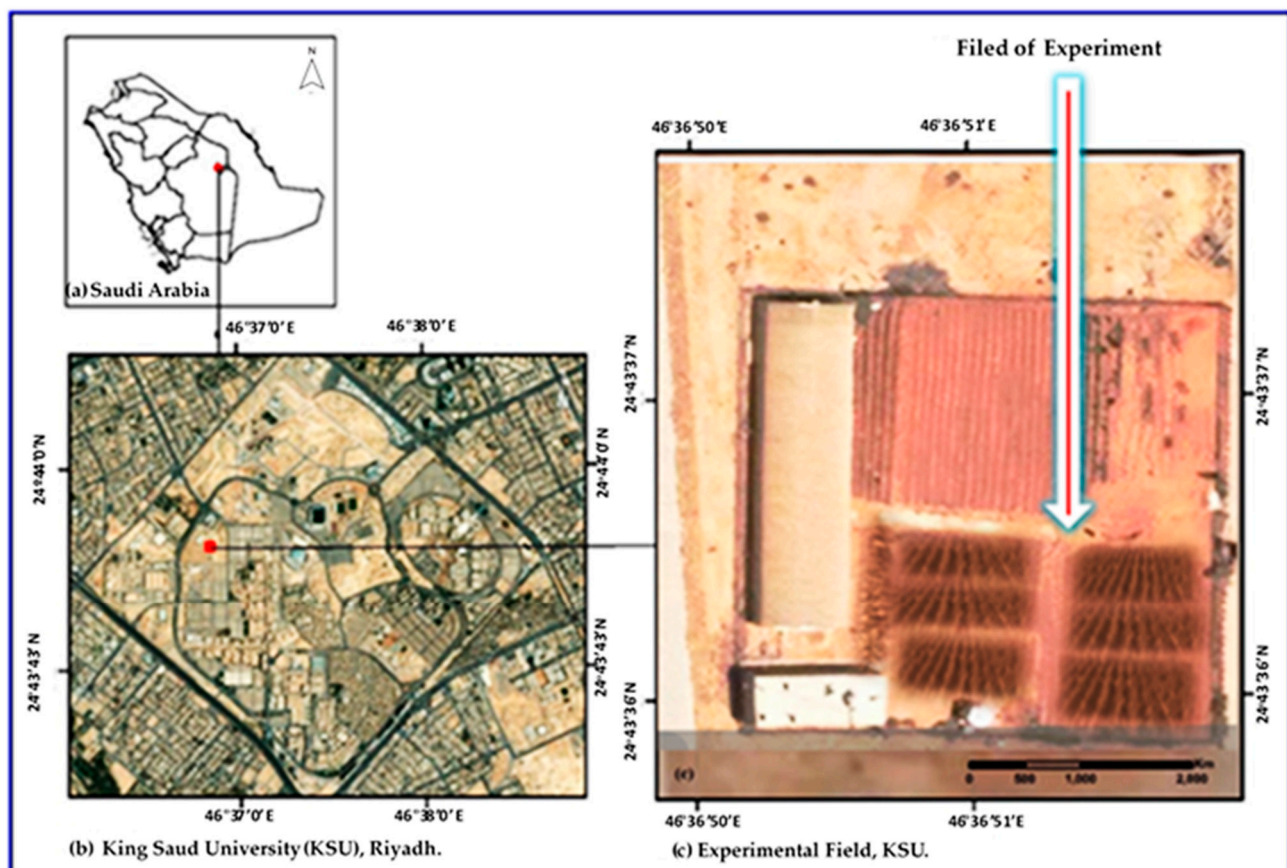 Filed of Experiment
N
(a) Saudi Arabia
46°37'0"E
46°38'0"E
24°44'0"N
24°44'0"N
24°43'43"N
24°43'43"N
46°37'0"E
46°38'0"E
(b) King Saud University (KSU), Riyadh.
46°36'50"E
46°36'51"E
24°43'37"N
24°43'37"N
24°43'36"N
24°43'36"N
(c)
Km
0 500 1,000 2,000
46°36'50"E
46°36'51"E
(c) Experimental Field, KSU.